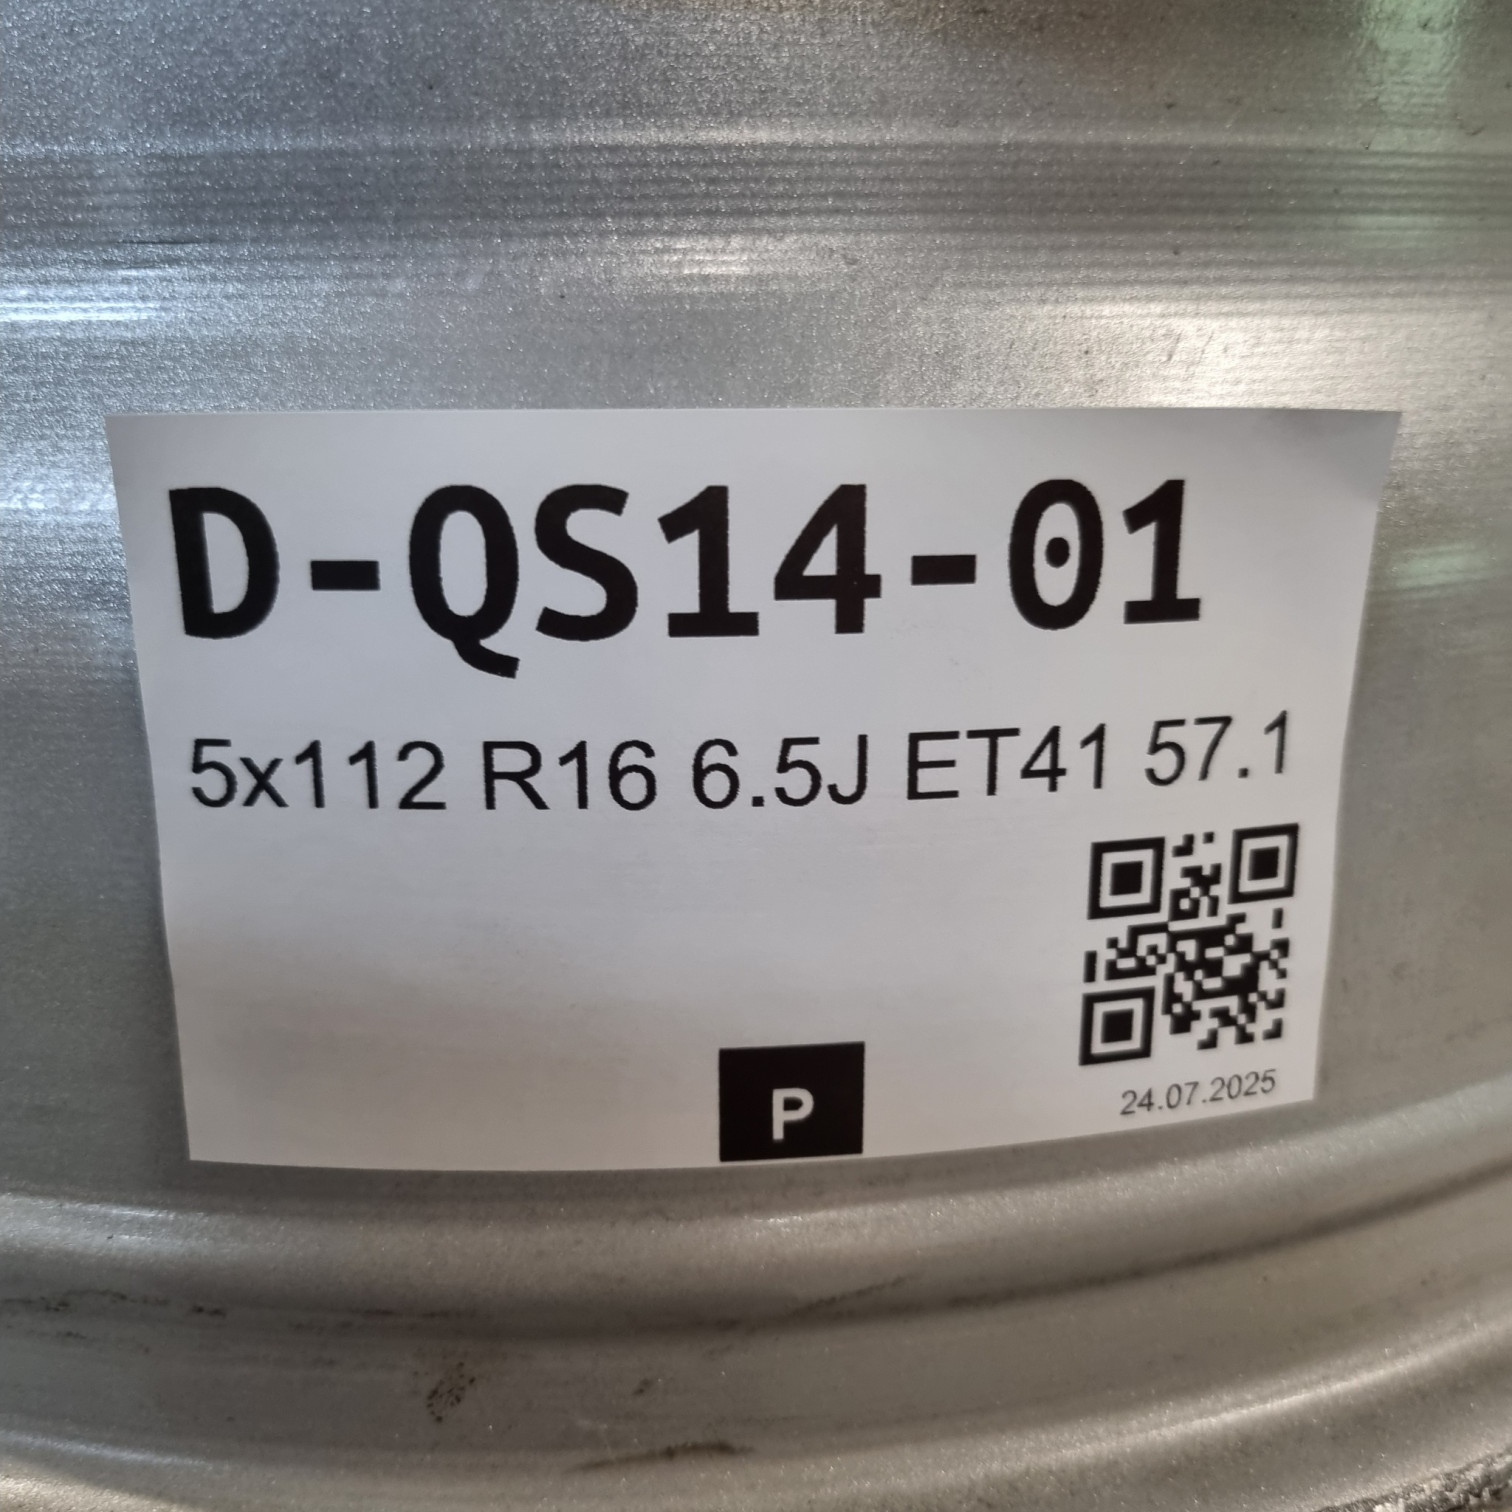 D-QS14-01
5x112 R16 6.5J ET41 57.1
P
24.07.2025